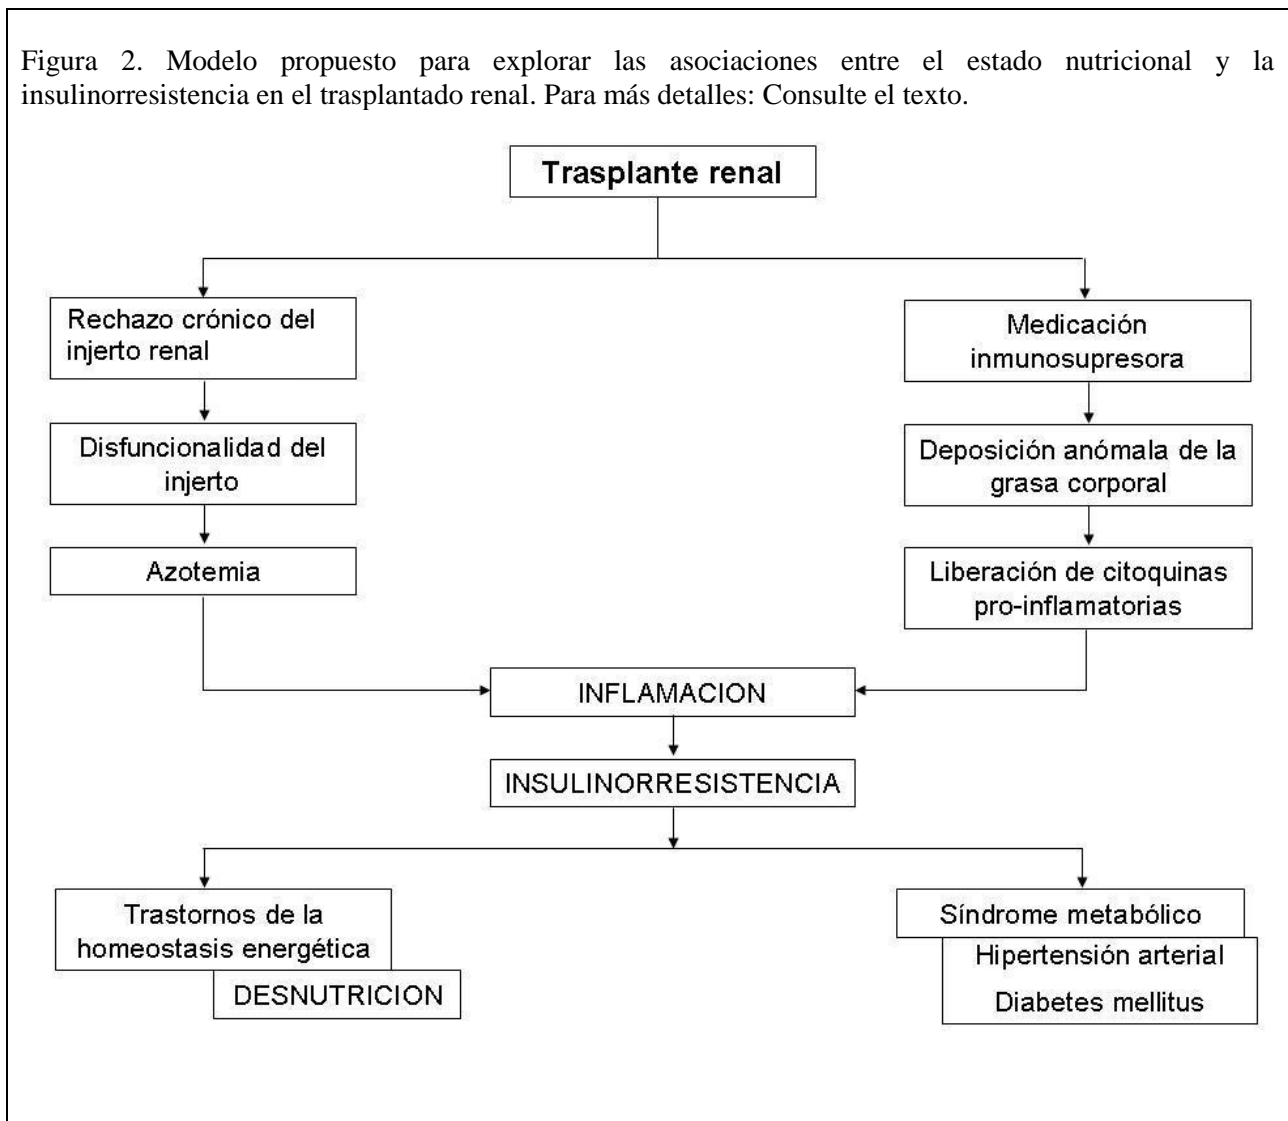 Figura 2. Modelo propuesto para explorar las asociaciones entre el estado nutricional y la
insulinorresistencia en el trasplantado renal. Para más detalles: Consulte el texto.
Trasplante renal
Rechazo crónico del
injerto renal
Medicación
inmunosupresora
Disfuncionalidad del
injerto
Deposición anómala de la
grasa corporal
Azotemia
Liberación de citoquinas
pro-inflamatorias
INFLAMACION
INSULINORRESISTENCIA
Trastornos de la
homeostasis energética
DESNUTRICION
Síndrome metabólico
Hipertensión arterial
Diabetes mellitus